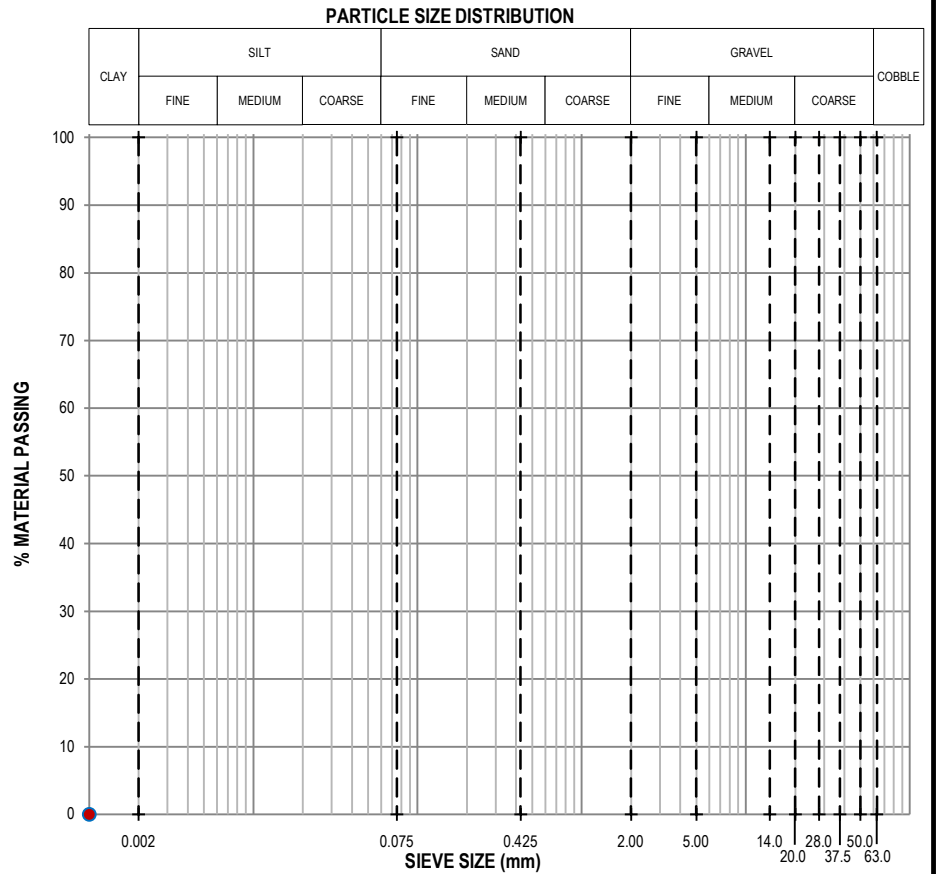 PARTICLE SIZE DISTRIBUTION
CLAY SILT SAND GRAVEL COBBLE
FINE MEDIUM COARSE FINE MEDIUM COARSE FINE MEDIUM COARSE
% MATERIAL PASSING
100
90
80
70
60
50
40
30
20
10
0
0.002 0.075 0.425 2.00 5.00 14.0 28.0 50.0
20.0 37.5 63.0
SIEVE SIZE (mm)